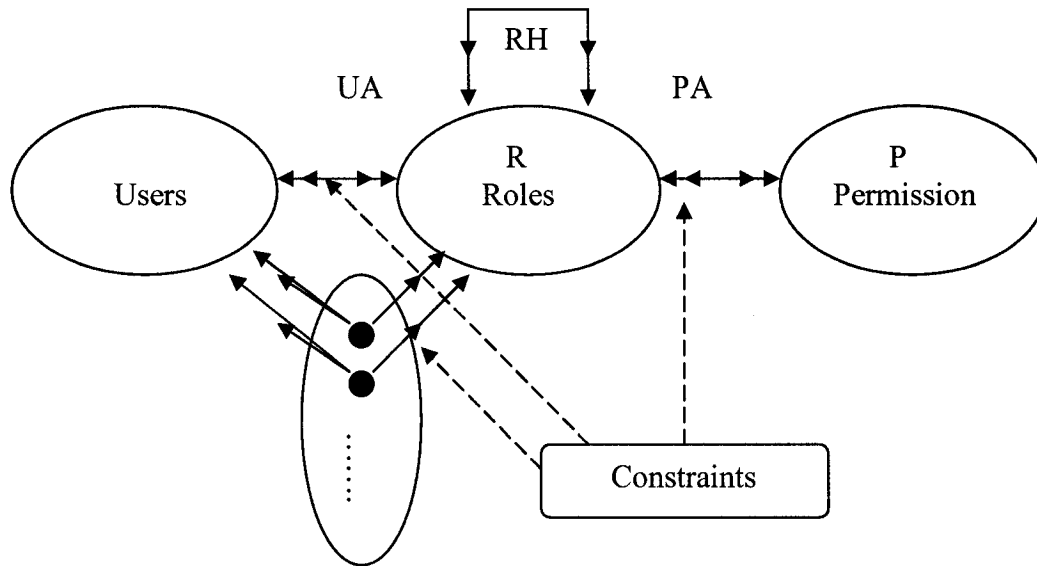 RH
UA
PA
Users
R
Roles
P
Permission
Constraints